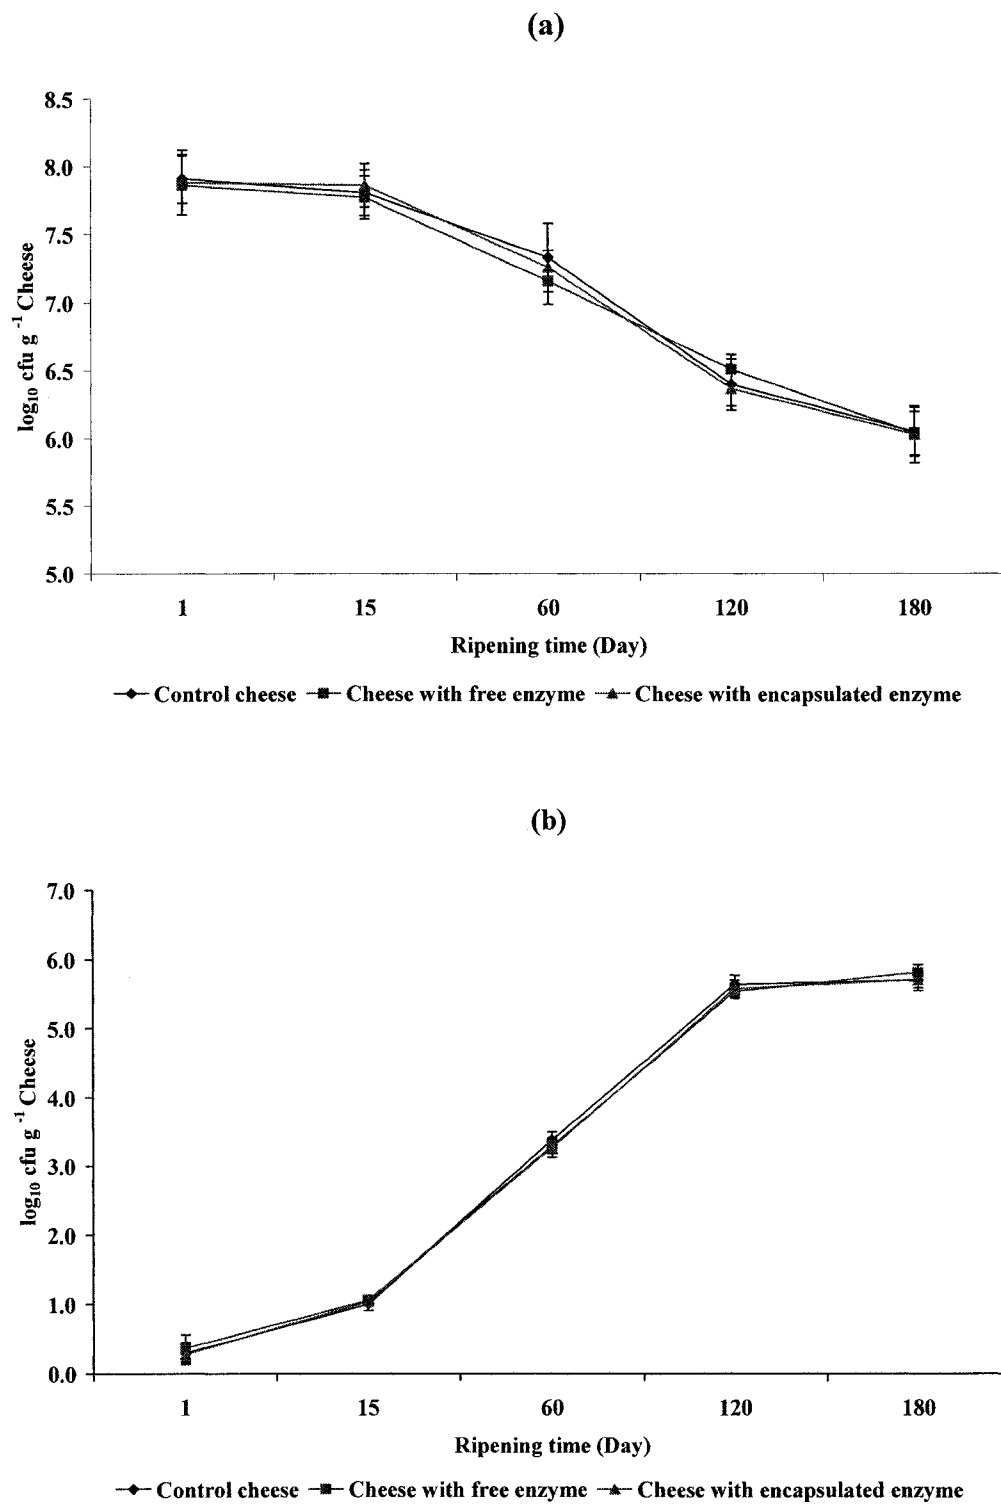 (a)
8.5
8.0
7.5
7.0
6.5
6.0
5.5
5.0
log₁₀ cfu g ⁻¹ Cheese
1 15 60 120 180
Ripening time (Day)
Control cheese Cheese with free enzyme Cheese with encapsulated enzyme
(b)
7.0
6.0
5.0
4.0
3.0
2.0
1.0
0.0
log₁₀ cfu g ⁻¹ Cheese
1 15 60 120 180
Ripening time (Day)
Control cheese Cheese with free enzyme Cheese with encapsulated enzyme